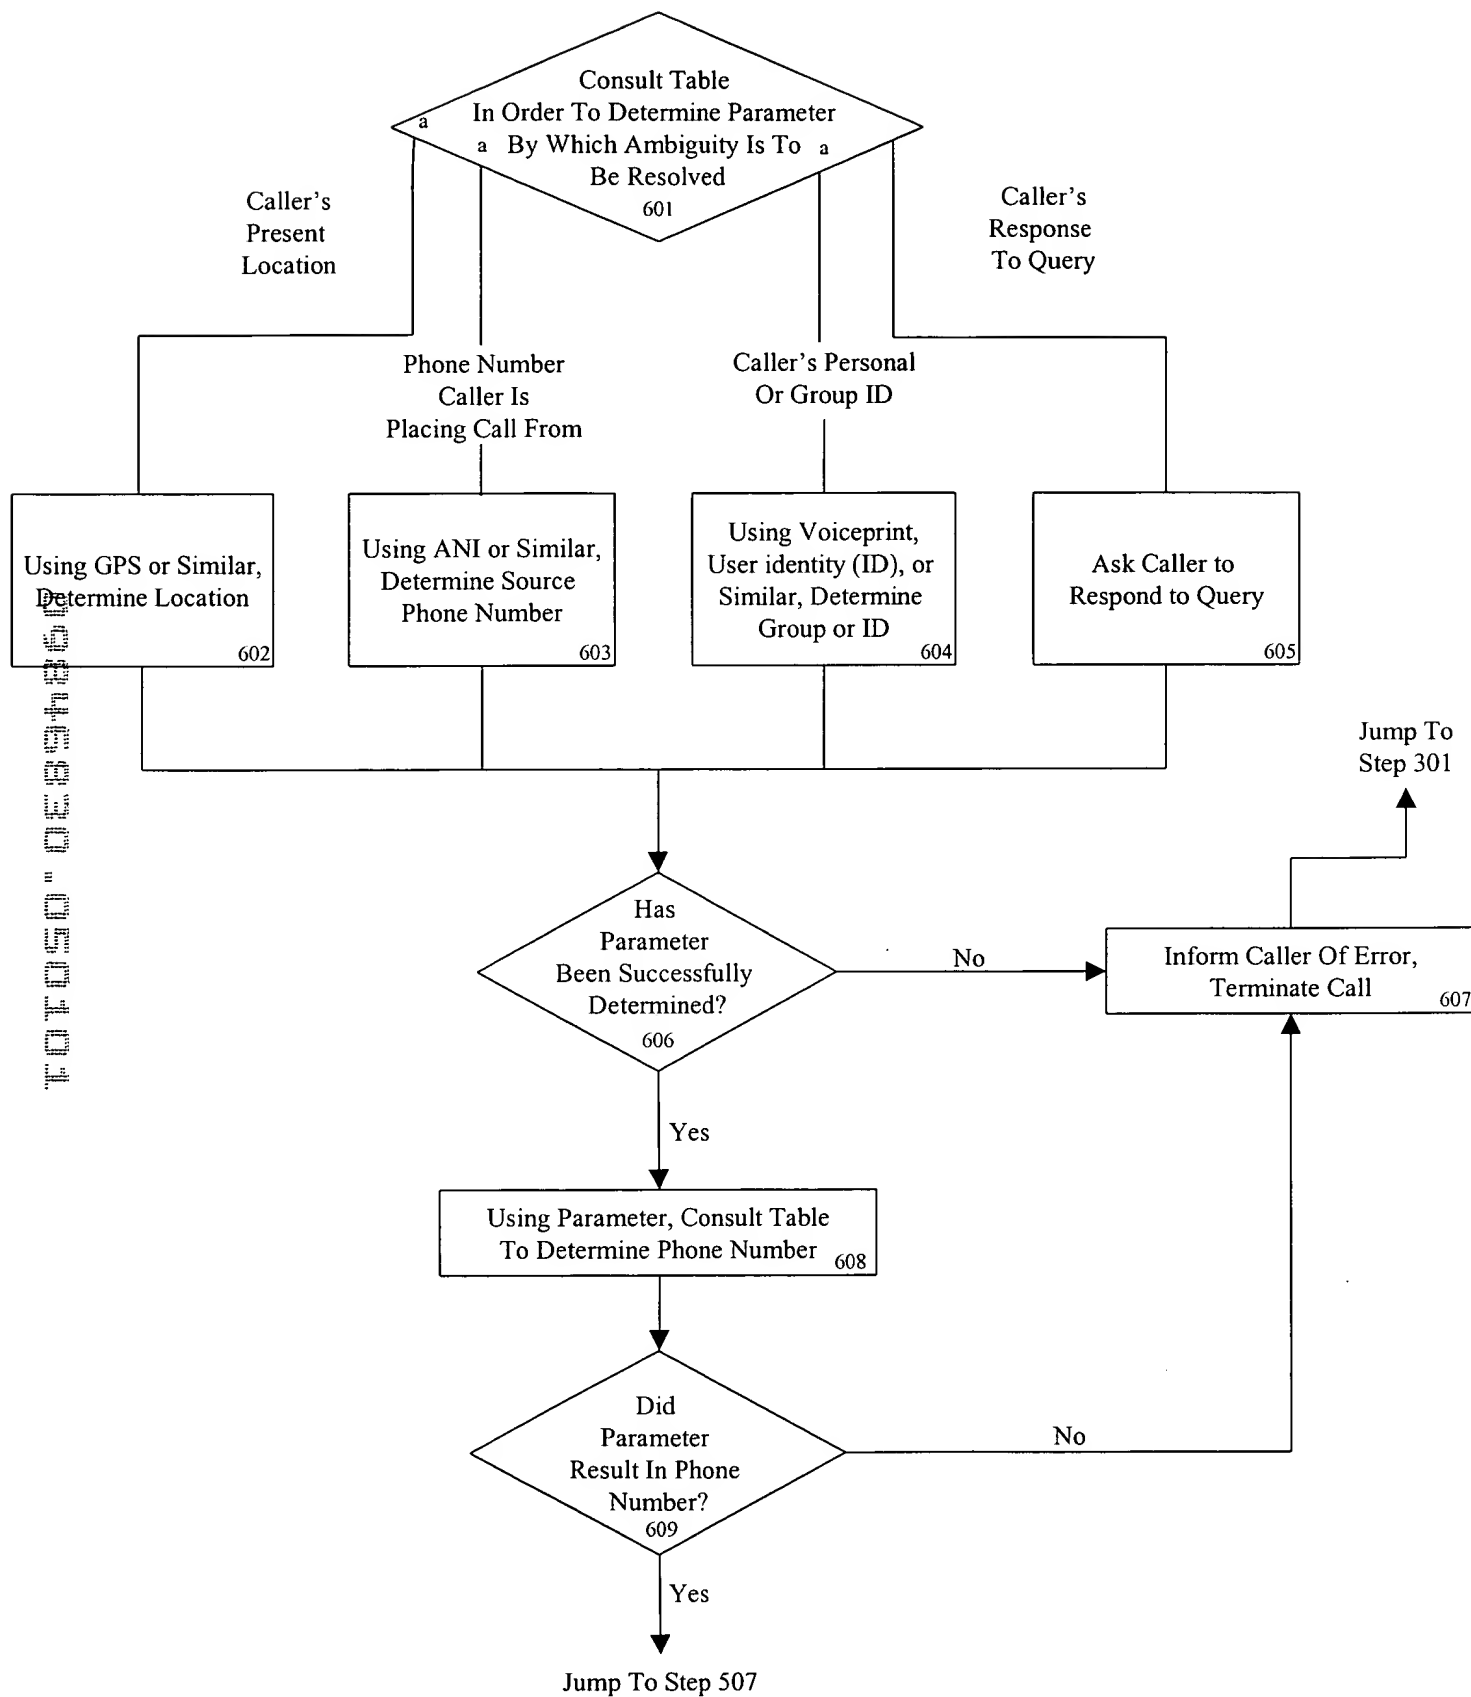 Consult Table
In Order To Determine Parameter
By Which Ambiguity Is To
Be Resolved
601
a
a
a
Caller's
Present
Location
Caller's
Response
To Query
Phone Number
Caller Is
Placing Call From
Caller's Personal
Or Group ID
Using GPS or Similar,
Determine Location
602
Using ANI or Similar,
Determine Source
Phone Number
603
Using Voiceprint,
User identity (ID), or
Similar, Determine
Group or ID
604
Ask Caller to
Respond to Query
605
Jump To
Step 301
Has
Parameter
Been Successfully
Determined?
606
No
Inform Caller Of Error,
Terminate Call
607
Yes
Using Parameter, Consult Table
To Determine Phone Number
608
Did
Parameter
Result In Phone
Number?
609
No
Yes
Jump To Step 507